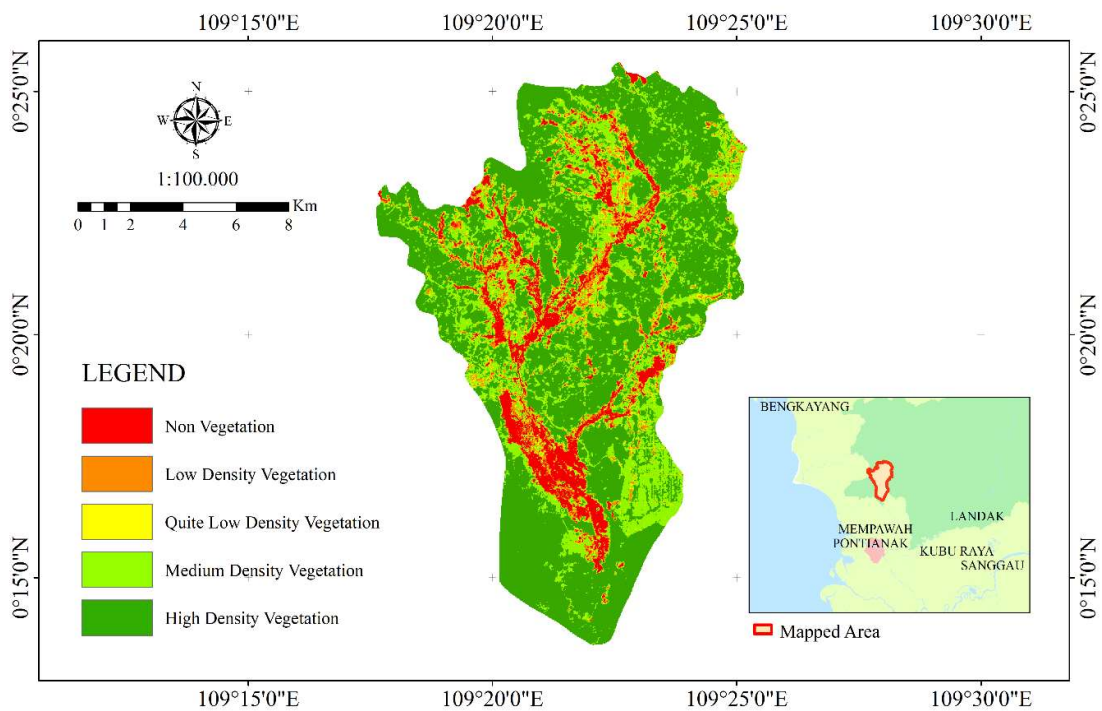 109°15'0"E 109°20'0"E 109°25'0"E 109°30'0"E
0°25'0"N 0°25'0"N
N
W E
S
1:100.000
Km
0 1 2 4 6 8
0°20'0"N 0°20'0"N
LEGEND
Non Vegetation
Low Density Vegetation
Quite Low Density Vegetation
Medium Density Vegetation
High Density Vegetation
BENGKAYANG
LANDAK
MEMPAWAH
PONTIANAK
KUBU RAYA
SANGGAU
Mapped Area
0°15'0"N 0°15'0"N
109°15'0"E 109°20'0"E 109°25'0"E 109°30'0"E